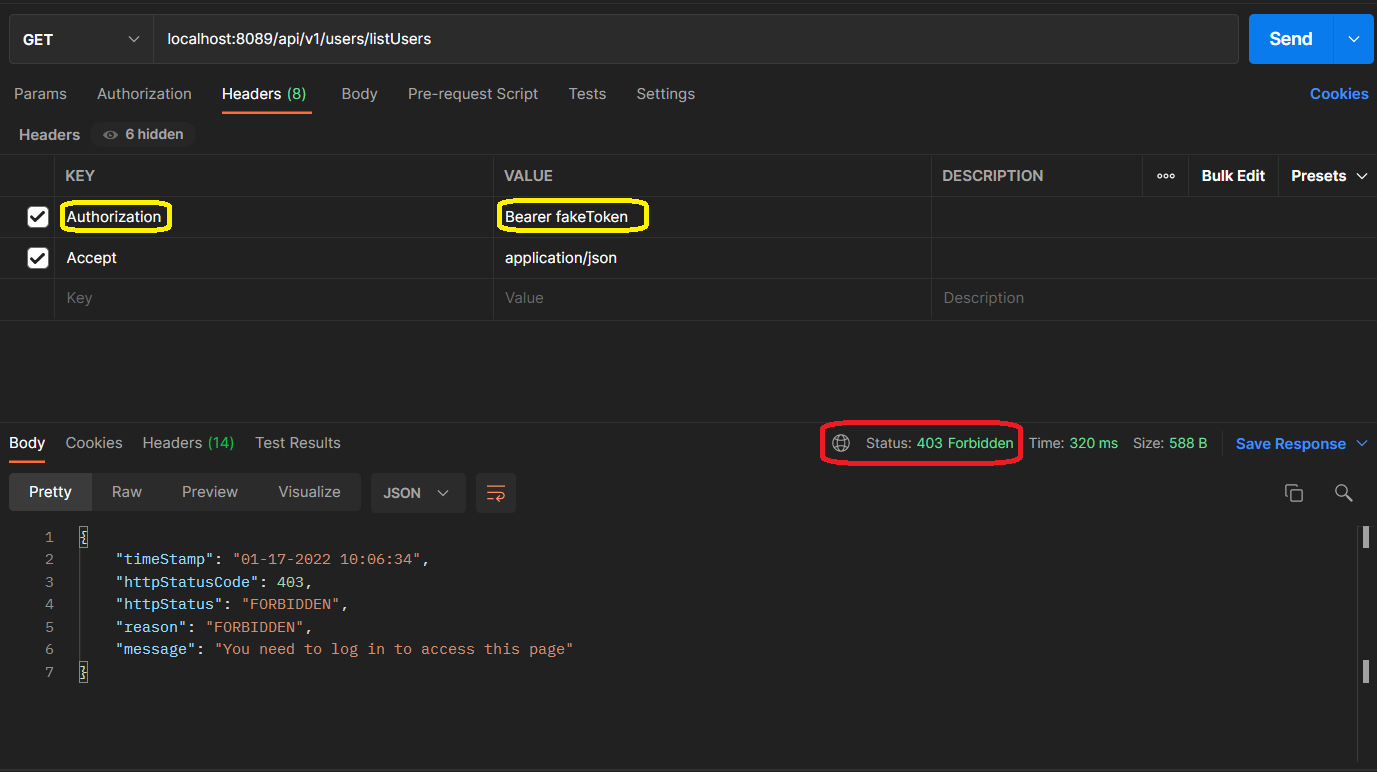 GET localhost:8089/api/v1/users/listUsers Send
Params Authorization Headers (8) Body Pre-request Script Tests Settings Cookies
Headers 6 hidden
KEY VALUE DESCRIPTION Bulk Edit Presets
Authorization Bearer fakeToken
Accept application/json
Key Value Description
Body Cookies Headers (14) Test Results Status: 403 Forbidden Time: 320 ms Size: 588 B Save Response
Pretty Raw Preview Visualize JSON
1 {
2 "timeStamp": "01-17-2022 10:06:34",
3 "httpStatusCode": 403,
4 "httpStatus": "FORBIDDEN",
5 "reason": "FORBIDDEN",
6 "message": "You need to log in to access this page"
7 }